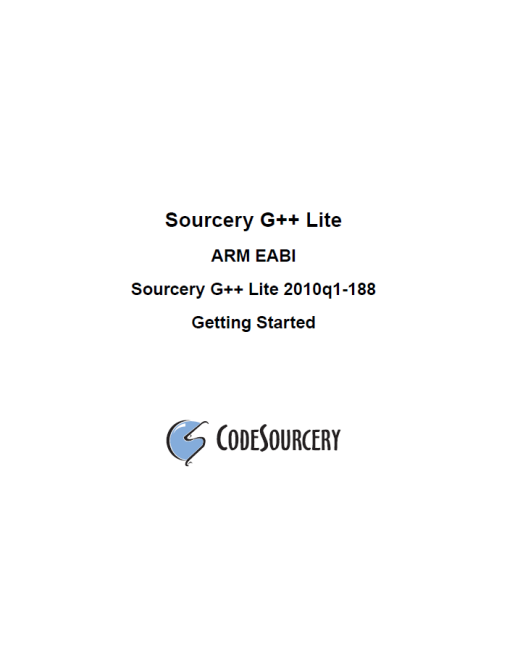 Sourcery G++ Lite
ARM EABI
Sourcery G++ Lite 2010q1-188
Getting Started
CODESOURCERY